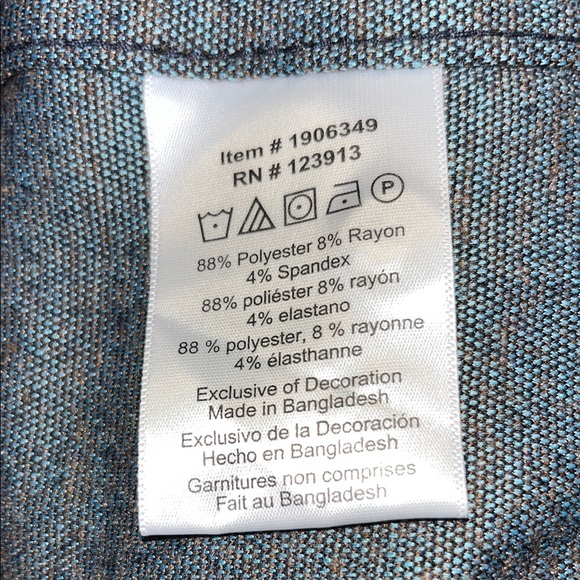 Item # 1906349
RN # 123913
P
88% Polyester 8% Rayon
4% Spandex
88% poliéster 8% rayón
4% elastano
88 % polyester, 8 % rayonne
4% élasthanne
Exclusive of Decoration
Made in Bangladesh
Exclusivo de la Decoración
Hecho en Bangladesh
Garnitures non comprises
Fait au Bangladesh